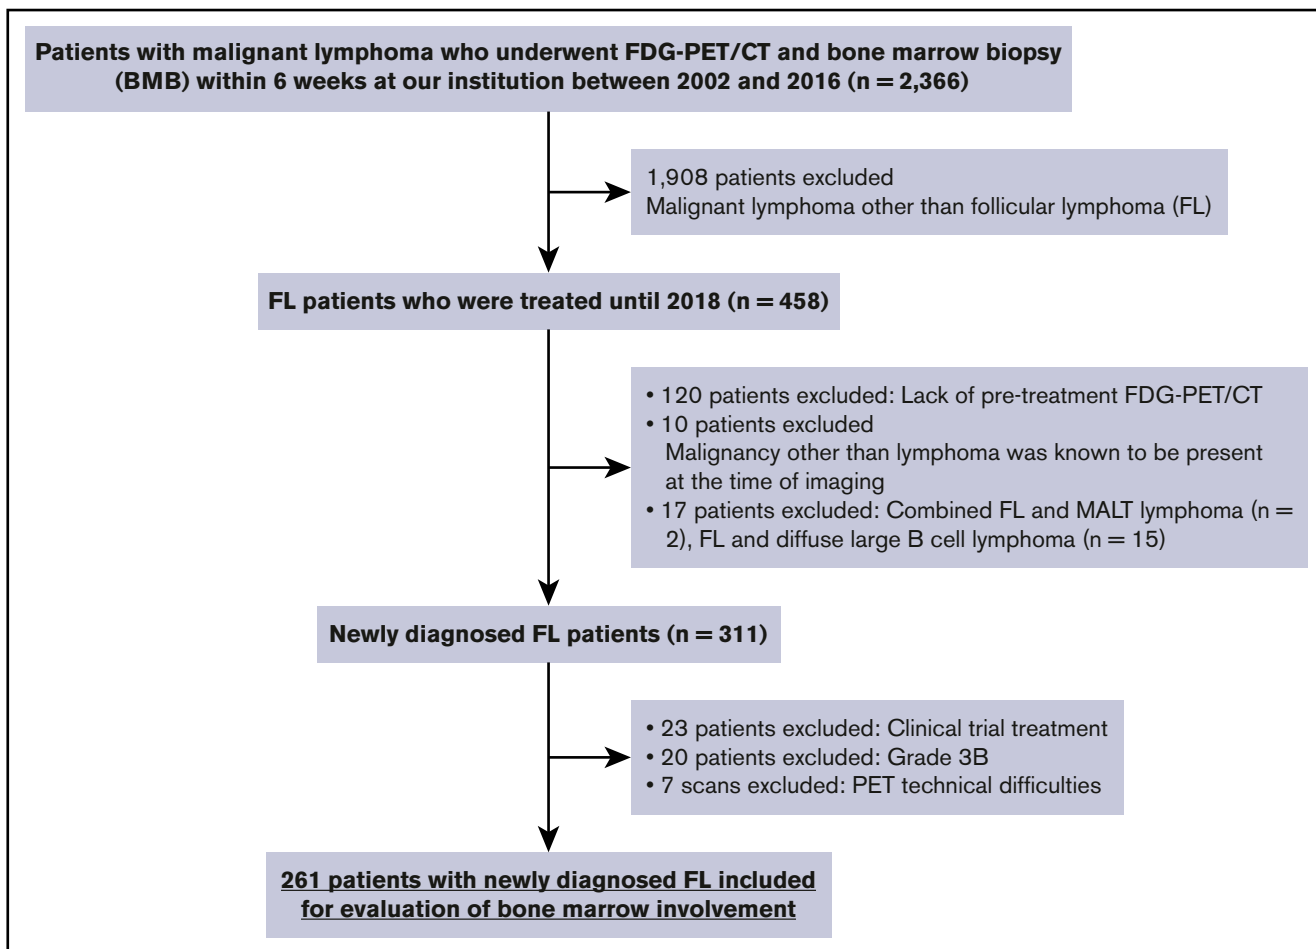 Patients with malignant lymphoma who underwent FDG-PET/CT and bone marrow biopsy
(BMB) within 6 weeks at our institution between 2002 and 2016 (n = 2,366)
1,908 patients excluded
Malignant lymphoma other than follicular lymphoma (FL)
FL patients who were treated until 2018 (n = 458)
• 120 patients excluded: Lack of pre-treatment FDG-PET/CT
• 10 patients excluded
Malignancy other than lymphoma was known to be present
at the time of imaging
• 17 patients excluded: Combined FL and MALT lymphoma (n =
2), FL and diffuse large B cell lymphoma (n = 15)
Newly diagnosed FL patients (n = 311)
• 23 patients excluded: Clinical trial treatment
• 20 patients excluded: Grade 3B
• 7 scans excluded: PET technical difficulties
261 patients with newly diagnosed FL included
for evaluation of bone marrow involvement